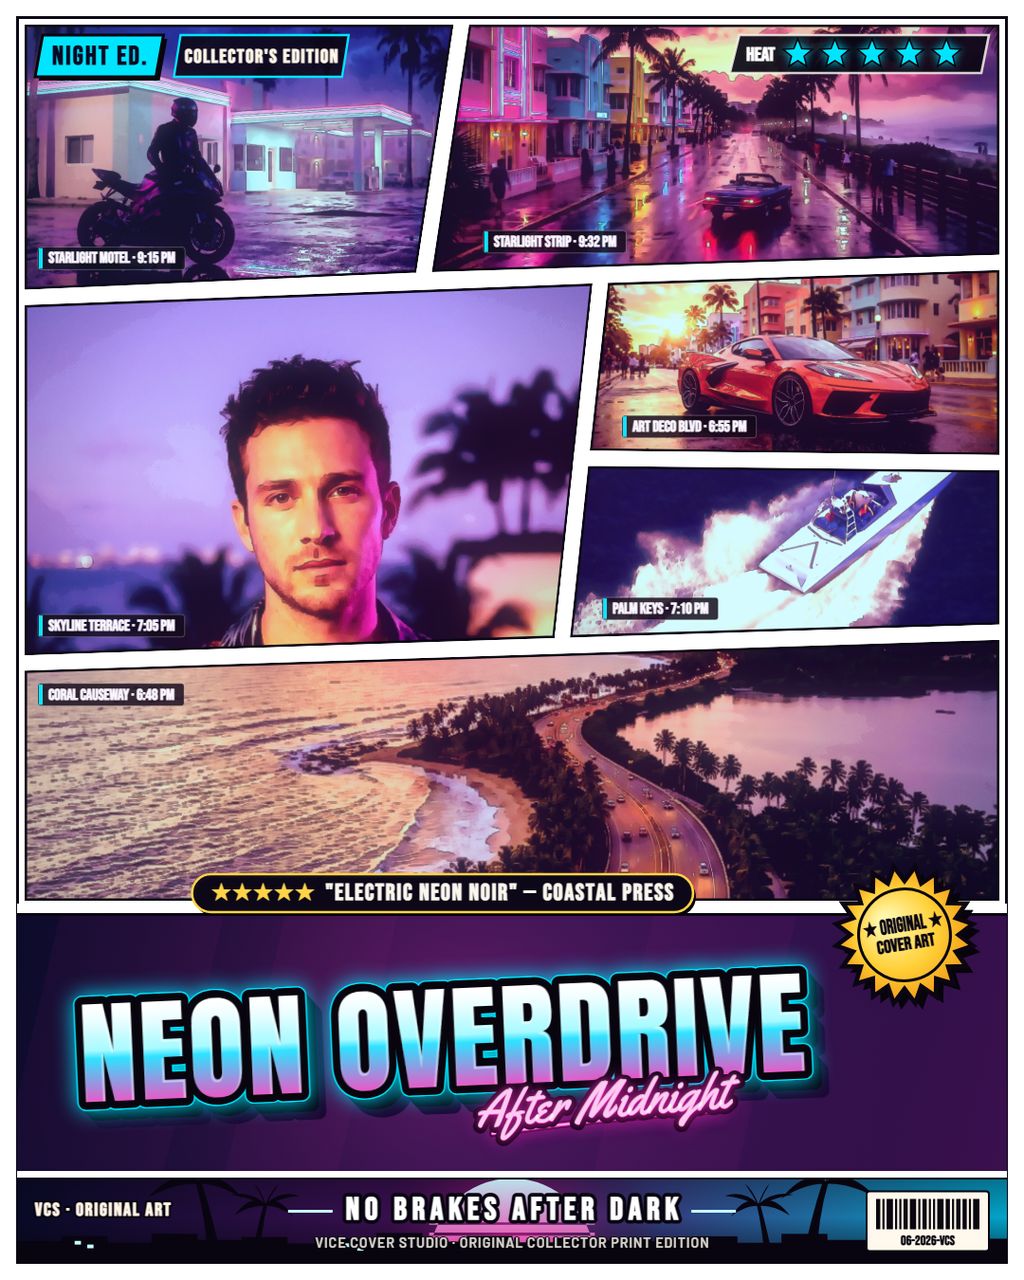 NIGHT ED.
COLLECTOR'S EDITION
HEAT
STARLIGHT MOTEL · 9:15 PM
STARLIGHT STRIP · 9:32 PM
ART DECO BLVD · 6:55 PM
SKYLINE TERRACE · 7:05 PM
PALM KEYS · 7:10 PM
CORAL CAUSEWAY · 6:48 PM
★★★★★ "ELECTRIC NEON NOIR" — COASTAL PRESS
★ ORIGINAL ★
COVER ART
NEON OVERDRIVE
After Midnight
VCS · ORIGINAL ART
NO BRAKES AFTER DARK
VICE COVER STUDIO · ORIGINAL COLLECTOR PRINT EDITION
06-2026-VCS